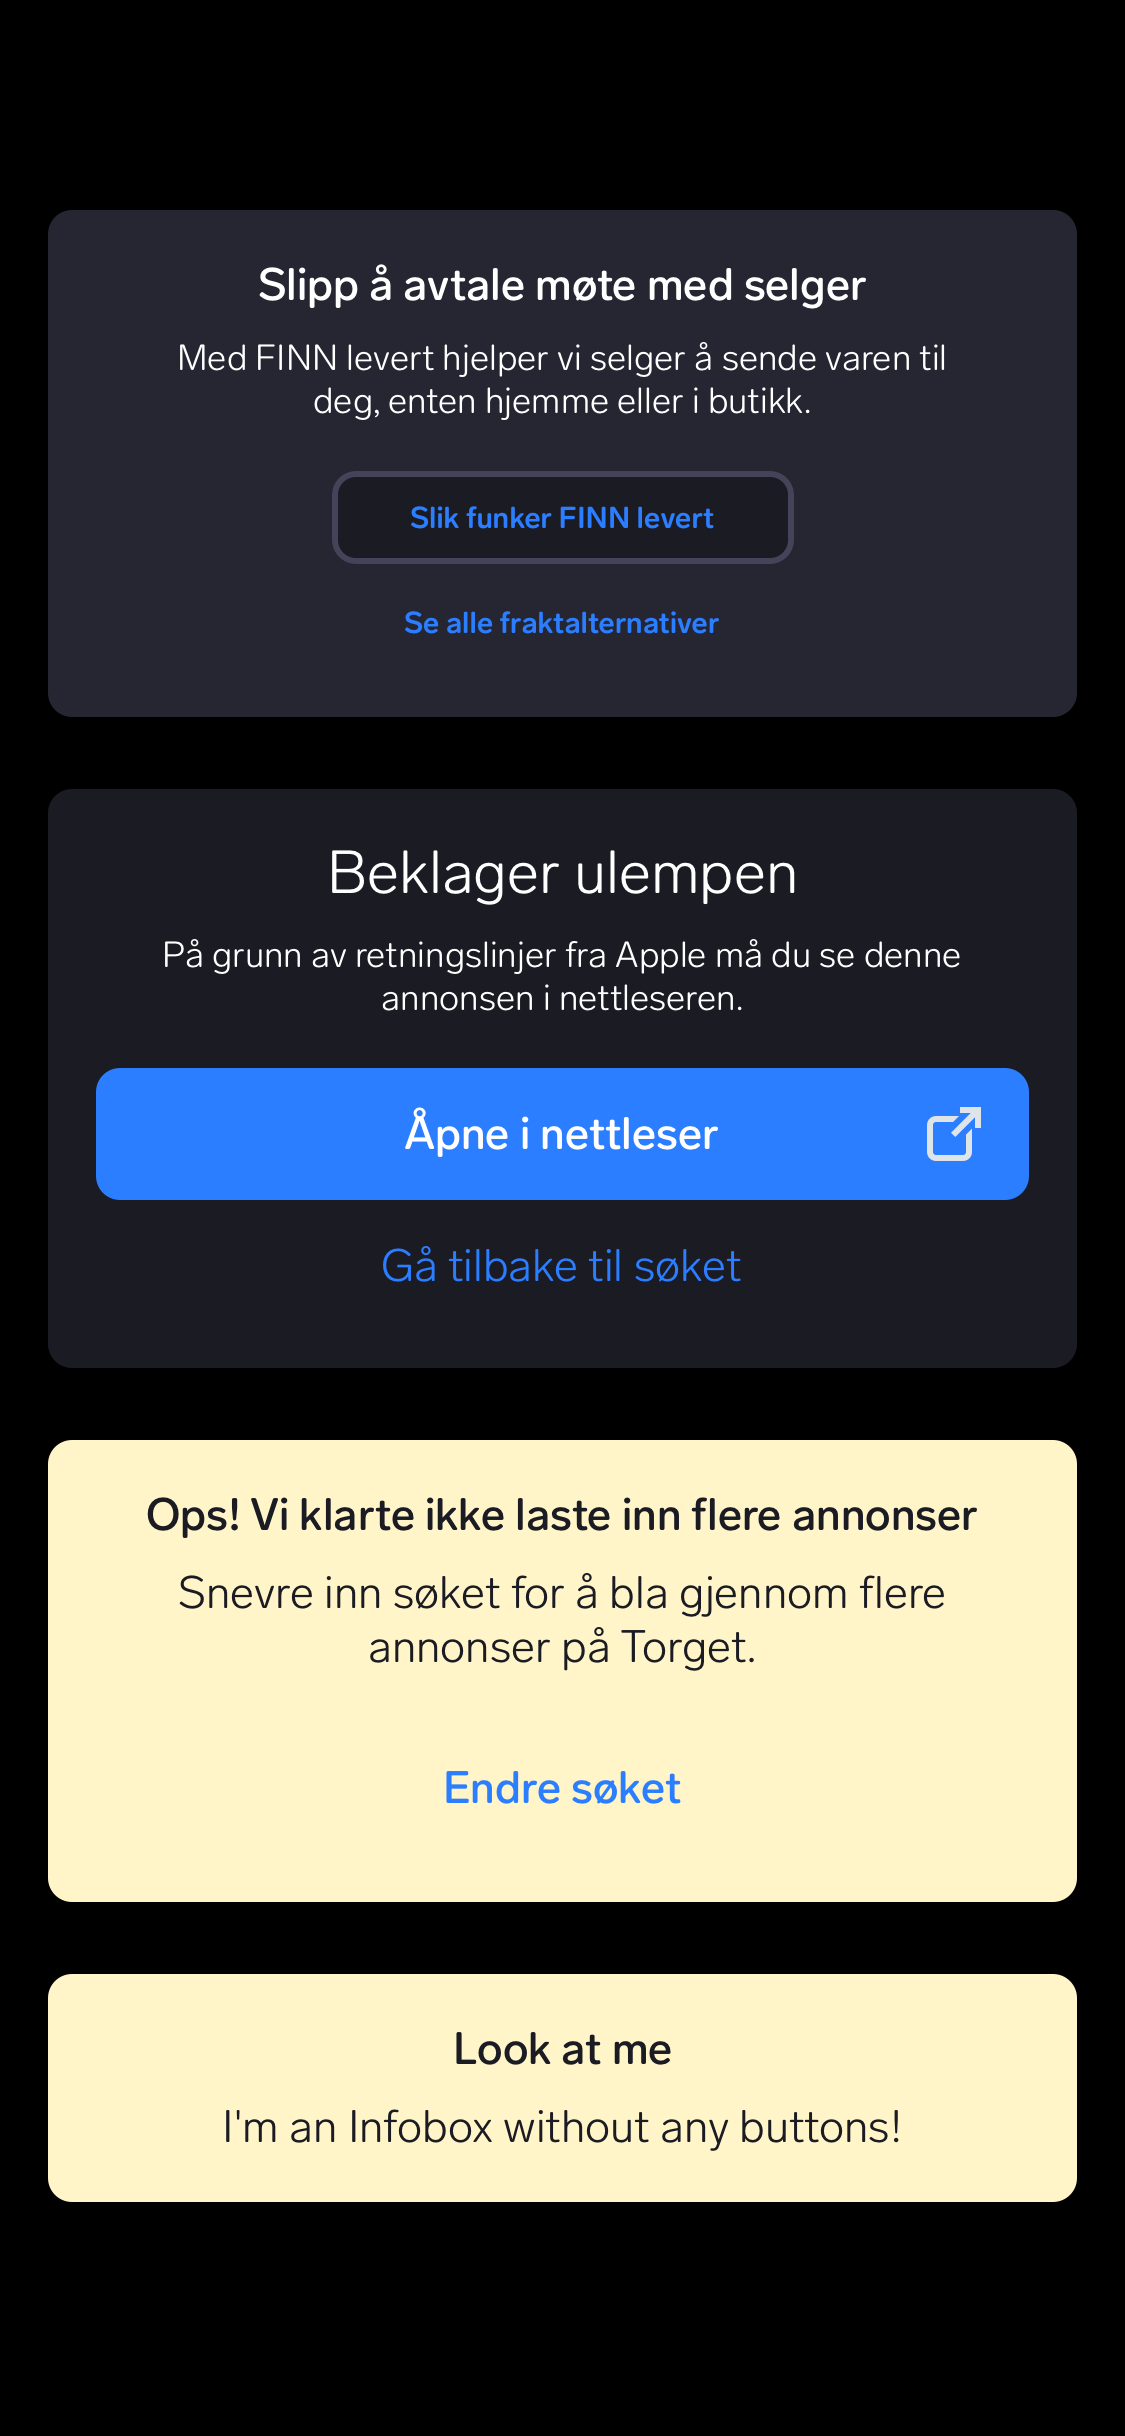 Slipp å avtale møte med selger
Med FINN levert hjelper vi selger å sende varen til
deg, enten hjemme eller i butikk.
Slik funker FINN levert
Se alle fraktalternativer
Beklager ulempen
På grunn av retningslinjer fra Apple må du se denne
annonsen i nettleseren.
Åpne i nettleser
Gå tilbake til søket
Ops! Vi klarte ikke laste inn flere annonser
Snevre inn søket for å bla gjennom flere
annonser på Torget.
Endre søket
Look at me
I'm an Infobox without any buttons!